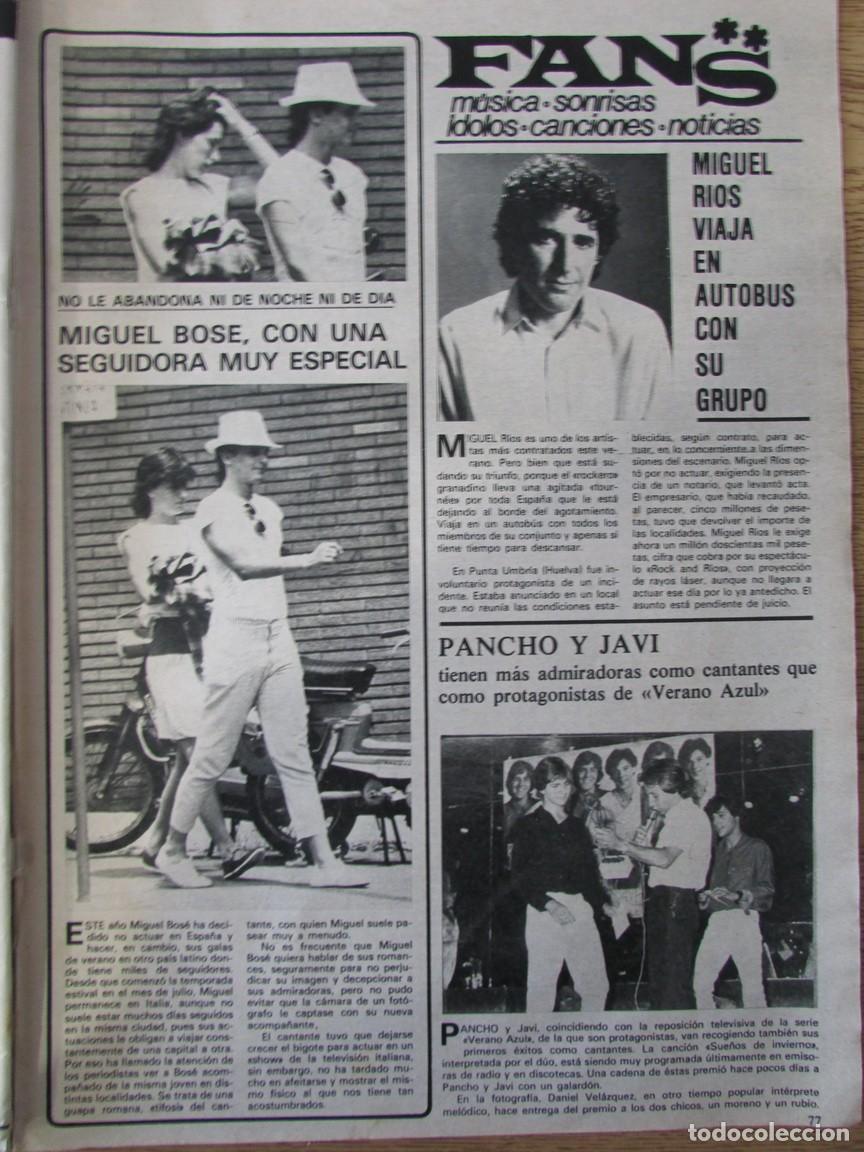 NO LE ABANDONA NI DE NOCHE NI DE DIA
MIGUEL BOSE, CON UNA
SEGUIDORA MUY ESPECIAL
ESTE año Miguel Bosé ha deci-
dido no actuar en España y
hacer, en cambio, sus galas
de verano en otro país latino don-
de tiene miles de seguidores.
Desde que comenzó la temporada
estival en el mes de julio, Miguel
permanece en Italia, aunque no
suele estar muchos días seguidos
en la misma ciudad, pues sus ac-
tuaciones le obligan a viajar cons-
tantemente de una capital a otra.
Por eso ha llamado la atención de
los periodistas ver a Bosé acom-
pañado de la misma joven en dis-
tintas localidades. Se trata de una
guapa romana, «tifosi» del can-
tante, con quien Miguel suele pa-
sear muy a menudo.
No es frecuente que Miguel
Bosé quiera hablar de sus roman-
ces, seguramente para no perju-
dicar su imagen y decepcionar a
sus admiradoras, pero no pudo
evitar que la cámara de un fotó-
grafo le captase con su nueva
acompañante,
El cantante tuvo que dejarse
crecer el bigote para actuar en un
«show» de la televisión italiana,
sin embargo, no ha tardado mucho
en afeitarse y mostrar el mis-
mo físico al que nos tiene tan
acostumbrados.
FANS**
música•sonrisas
ídolos•canciones•noticias
MIGUEL
RIOS
VIAJA
EN
AUTOBUS
CON
SU
GRUPO
MIGUEL Ríos es uno de los artis-
tas más contratados este ve-
rano. Pero bien que está su-
dando su triunfo, porque el «rockero»
granadino lleva una agitada «tour-
née» por toda España que le está
dejando al borde del agotamiento.
Viaja en un autobús con todos los
miembros de su conjunto y apenas si
tiene tiempo para descansar.
En Punta Umbría (Huelva) fue in-
voluntario protagonista de un inci-
dente. Estaba anunciado en un local
que no reunía las condiciones esta-
blecidas, según contrato, para ac-
tuar, en lo concerniente a las dimen-
siones del escenario. Miguel Ríos op-
tó por no actuar, exigiendo la presen-
cia de un notario, que levantó acta.
El empresario, que había recaudado,
al parecer, cinco millones de pese-
tas, tuvo que devolver el importe de
las localidades. Miguel Ríos le exige
ahora un millón doscientas mil pese-
tas, cifra que cobra por su espectácu-
lo «Rock and Ríos», con proyección
de rayos láser, aunque no llegara a
actuar ese día por lo ya antedicho. El
asunto está pendiente de juicio.
PANCHO Y JAVI
tienen más admiradoras como cantantes que
como protagonistas de «Verano Azul»
PANCHO y Javi, coincidiendo con la reposición televisiva de la serie
«Verano Azul», de la que son protagonistas, van recogiendo también sus
primeros éxitos como cantantes. La canción «Sueños de invierno»,
interpretada por el dúo, está siendo muy programada últimamente en emiso-
ras de radio y en discotecas. Una cadena de éstas premió hace pocos días a
Pancho y Javi con un galardón.
En la fotografía, Daniel Velázquez, en otro tiempo popular intérprete
melódico, hace entrega del premio a los dos chicos, un moreno y un rubio.
77
todocoleccion